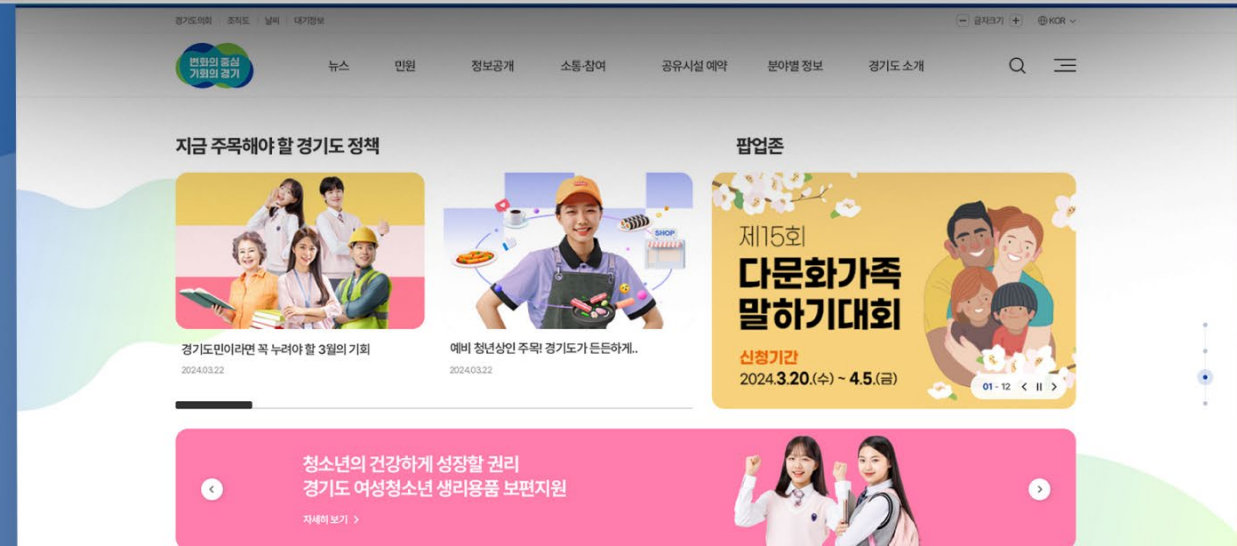 경기도의회 조직도 날씨 대기정보
글자크기
KOR
변화의 중심
기회의 경기
뉴스 민원 정보공개 소통·참여 공유시설 예약 분야별 정보 경기도 소개
지금 주목해야 할 경기도 정책
팝업존
SHOP
제15회
다문화가족
말하기대회
신청기간
2024.3.20.(수) ~ 4.5.(금)
01 - 12
경기도민이라면 꼭 누려야 할 3월의 기회
2024.03.22
예비 청년상인 주목! 경기도가 든든하게..
2024.03.22
청소년의 건강하게 성장할 권리
경기도 여성청소년 생리용품 보편지원
자세히 보기